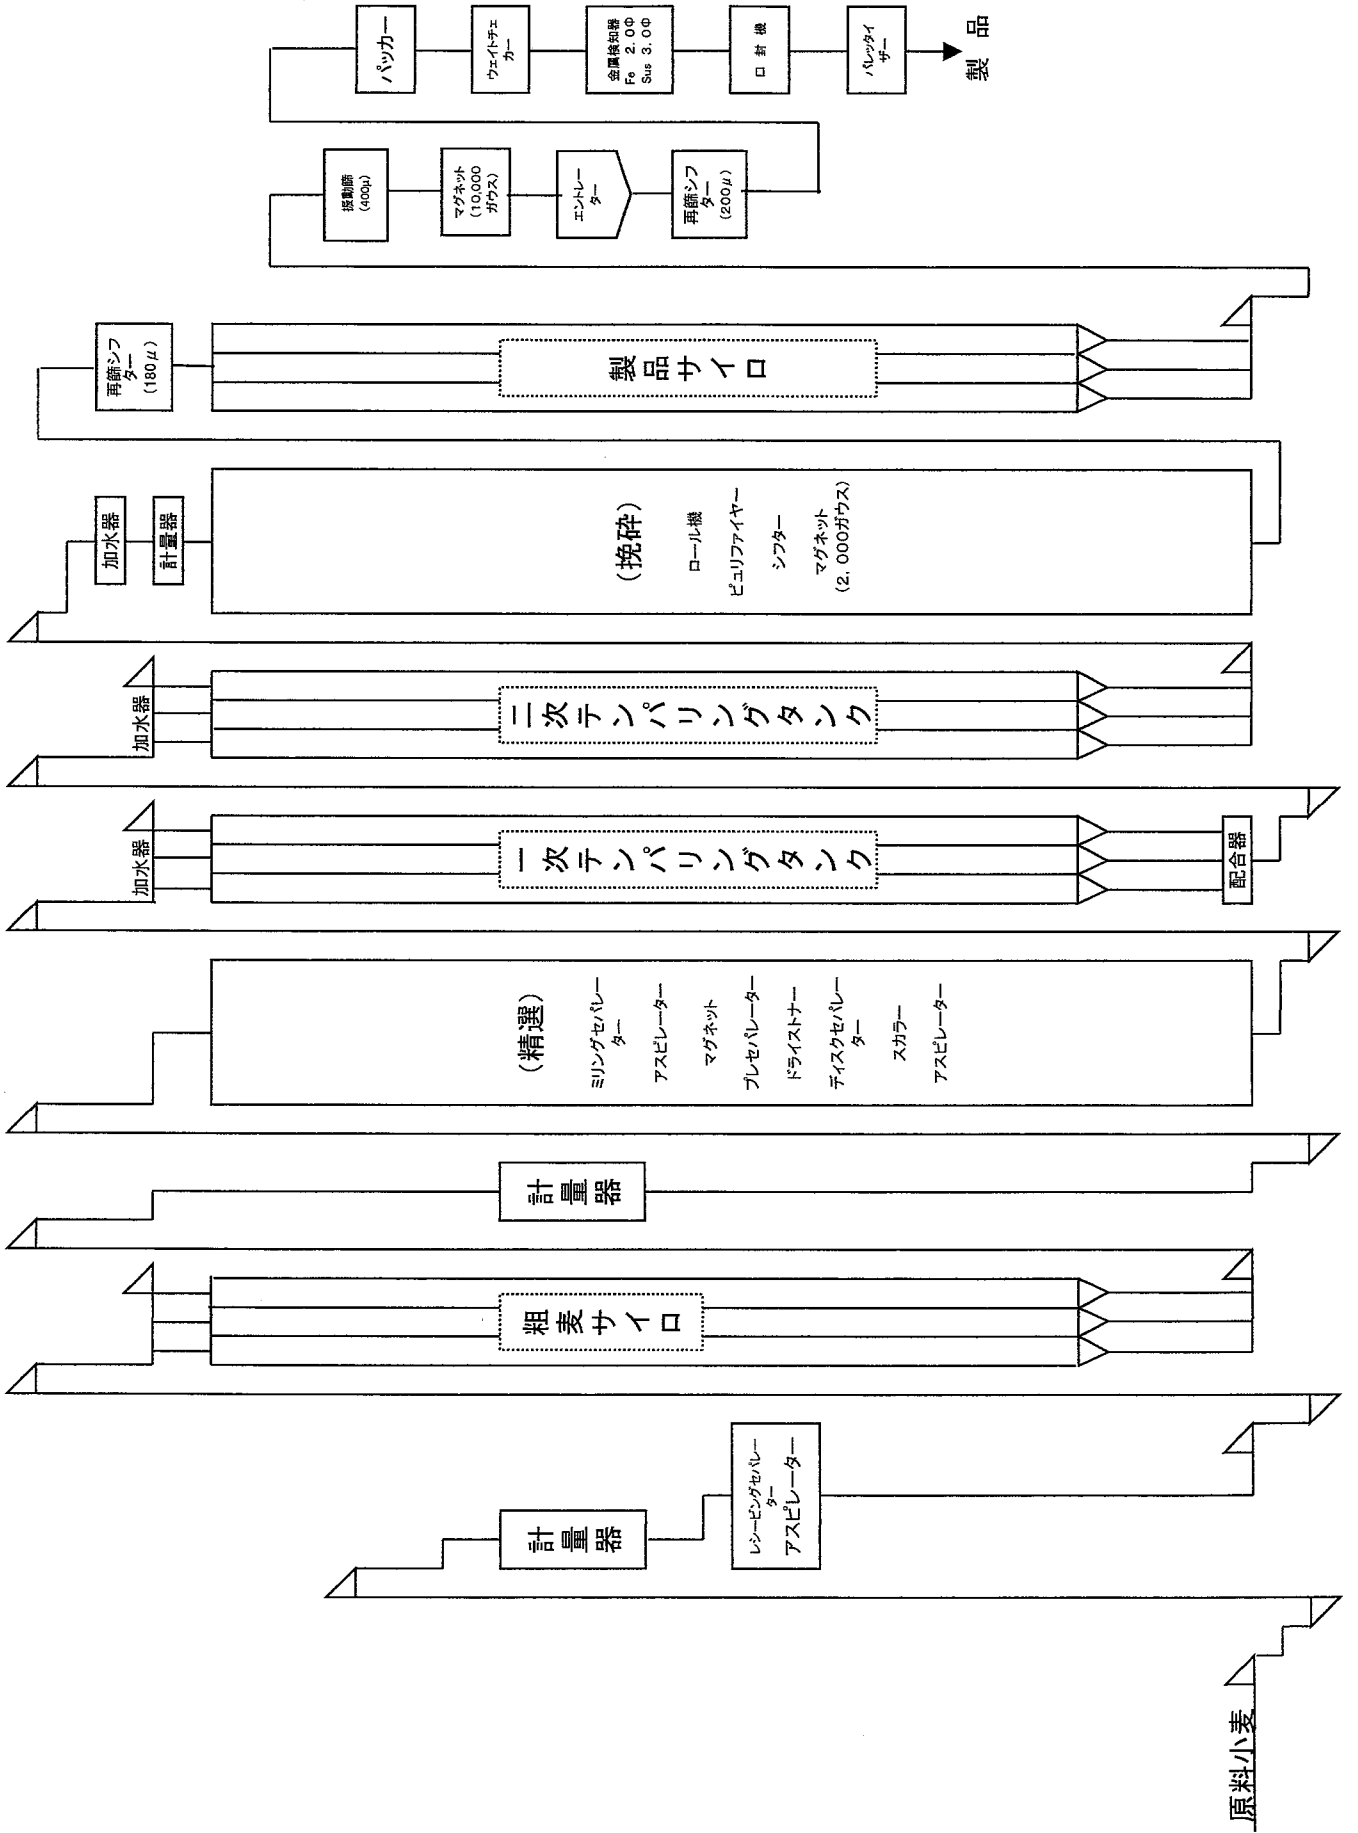 原料小麦
計量器
レシービングセパレー
ター
アスピレーター
粗麦サイロ
計量器
(精選)
ミリングセパレー
ター
アスピレーター
マグネット
プレセパレーター
ドライストナー
ディスクセパレー
ター
スカラー
アスピレーター
加水器
一次テンパリングタンク
配合器
加水器
二次テンパリングタンク
加水器
計量器
(挽砕)
ロール機
ピュリファイヤー
シフター
マグネット
(2,000ガウス)
再篩シフ
ター
(180μ)
製品サイロ
振動篩
(400μ)
マグネット
(10,000
ガウス)
エントレー
ター
再篩シフ
ター
(200μ)
パッカー
ウェイトチェ
カー
金属検知器
Fe 2.0Φ
Sus 3.0Φ
口封機
パレッタイ
ザー
製品